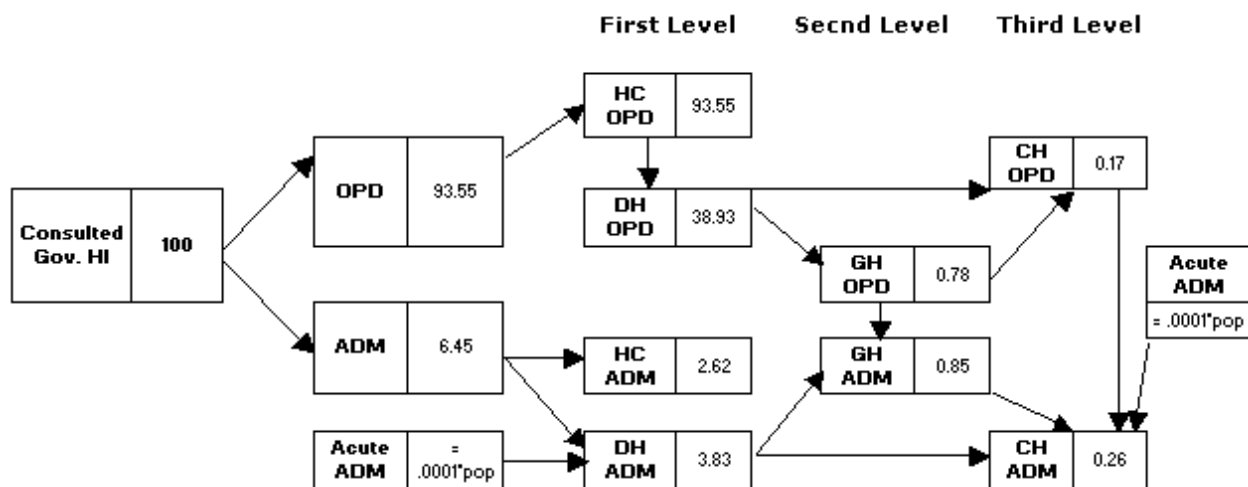 First Level Secnd Level Third Level
HC
OPD
93.55
OPD
93.55
CH
OPD
0.17
DH
OPD
38.93
Consulted
Gov. HI
100
GH
OPD
0.78
Acute
ADM
= .0001*pop
ADM
6.45
HC
ADM
2.62
GH
ADM
0.85
Acute
ADM
=
.0001*pop
DH
ADM
3.83
CH
ADM
0.26